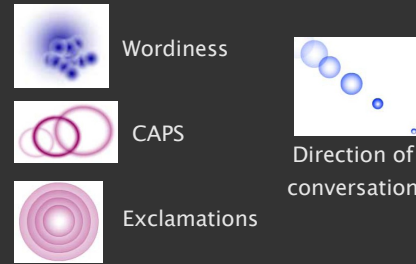 Wordiness
CAPS
Exclamations
Direction of
conversation